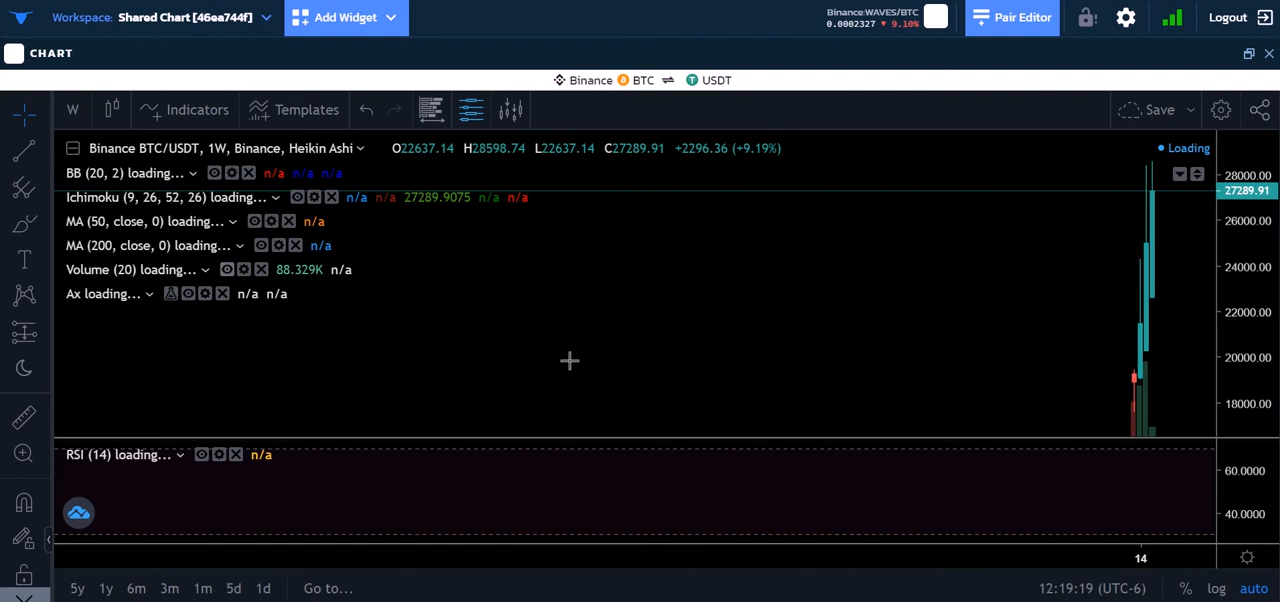 Workspace: Shared Chart [46ea744f]
Add Widget
Binance:WAVES/BTC
0.0002327 ▼ 9.10%
Pair Editor
Logout
CHART
Binance BTC ⇌ USDT
W
Indicators
Templates
Save
Binance BTC/USDT, 1W, Binance, Heikin Ashi
O22637.14 H28598.74 L22637.14 C27289.91 +2296.36 (+9.19%)
Loading
BB (20, 2) loading... n/a n/a n/a
Ichimoku (9, 26, 52, 26) loading... n/a n/a 27289.9075 n/a n/a
MA (50, close, 0) loading... n/a
MA (200, close, 0) loading... n/a
Volume (20) loading... 88.329K n/a
Ax loading... n/a n/a
28000.00
27289.91
26000.00
24000.00
22000.00
20000.00
18000.00
RSI (14) loading... n/a
60.0000
40.0000
14
5y 1y 6m 3m 1m 5d 1d Go to...
12:19:19 (UTC-6) % log auto